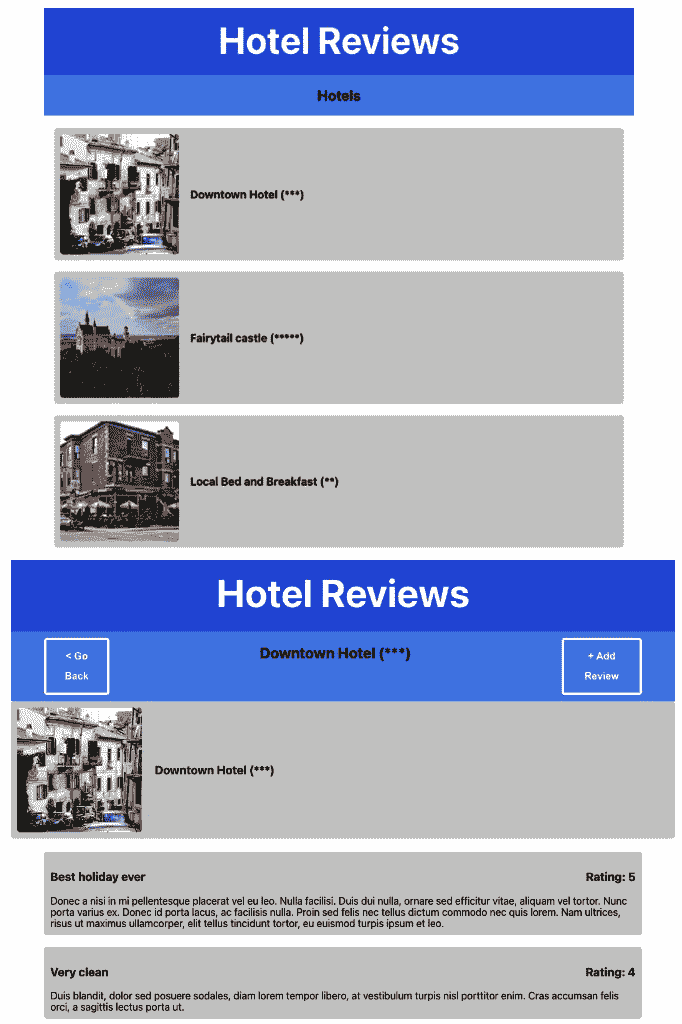 Hotel Reviews
Hotels
Downtown Hotel (***)
Fairytail castle (*****)
Local Bed and Breakfast (**)
Hotel Reviews
< Go
Back
Downtown Hotel (***)
+ Add
Review
Downtown Hotel (***)
Best holiday ever
Rating: 5
Donec a nisi in mi pellentesque placerat vel eu leo. Nulla facilisi. Duis dui nulla, ornare sed efficitur vitae, aliquam vel tortor. Nunc
porta varius ex. Donec id porta lacus, ac facilisis nulla. Proin sed felis nec tellus dictum commodo nec quis lorem. Nam ultrices,
risus ut maximus ullamcorper, elit tellus tincidunt tortor, eu euismod turpis ipsum et leo.
Very clean
Rating: 4
Duis blandit, dolor sed posuere sodales, diam lorem tempor libero, at vestibulum turpis nisl porttitor enim. Cras accumsan felis
orci, a sagittis lectus porta ut.